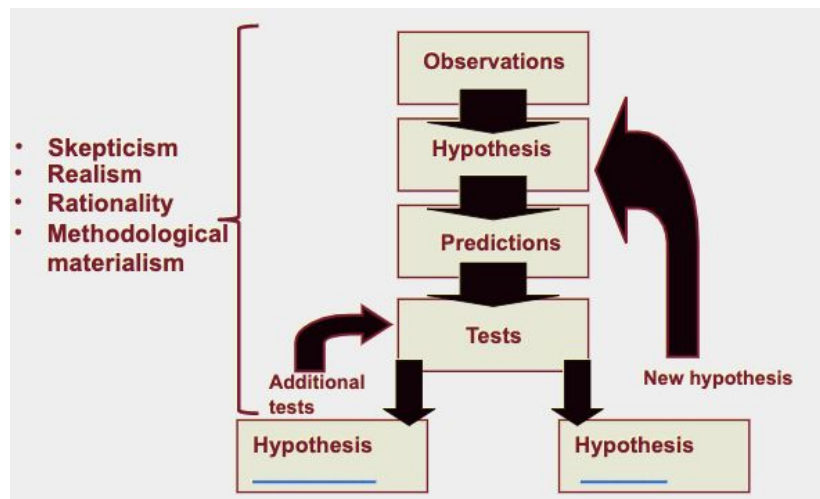 Observations
Hypothesis
Predictions
Tests
• Skepticism
• Realism
• Rationality
• Methodological
materialism
Additional
tests
New hypothesis
Hypothesis
Hypothesis